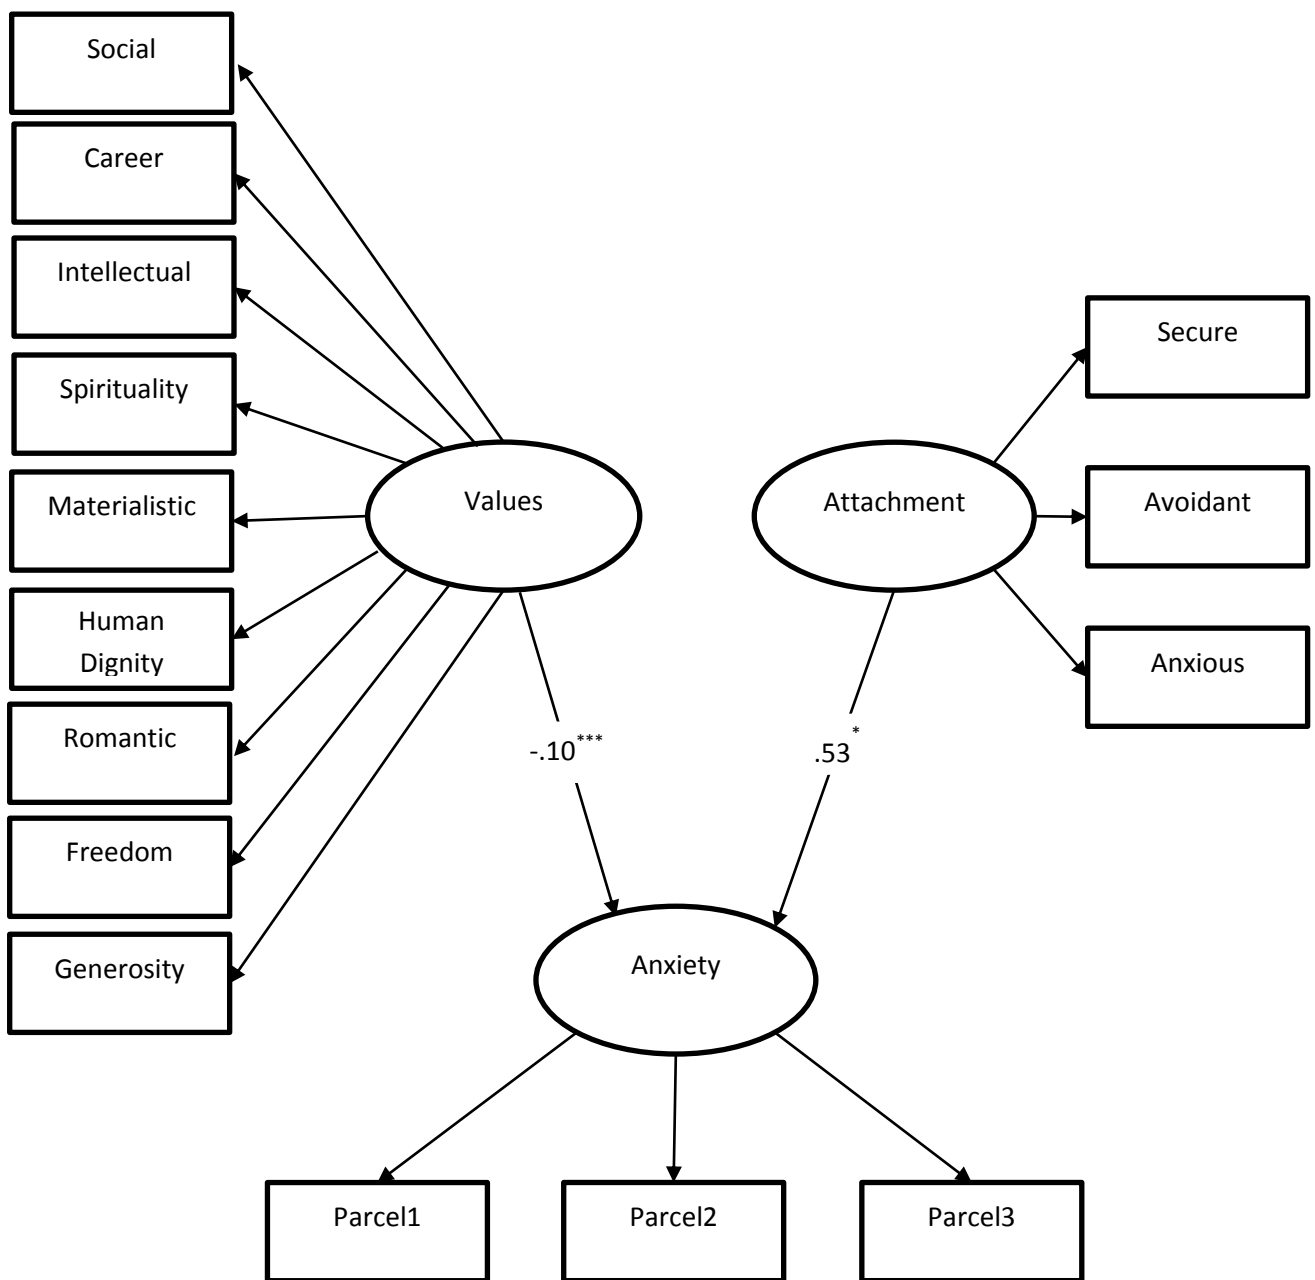 Social
Career
Intellectual
Spirituality
Materialistic
Human
Dignity
Romantic
Freedom
Generosity
Values
Attachment
Secure
Avoidant
Anxious
-.10***
.53*
Anxiety
Parcel1
Parcel2
Parcel3